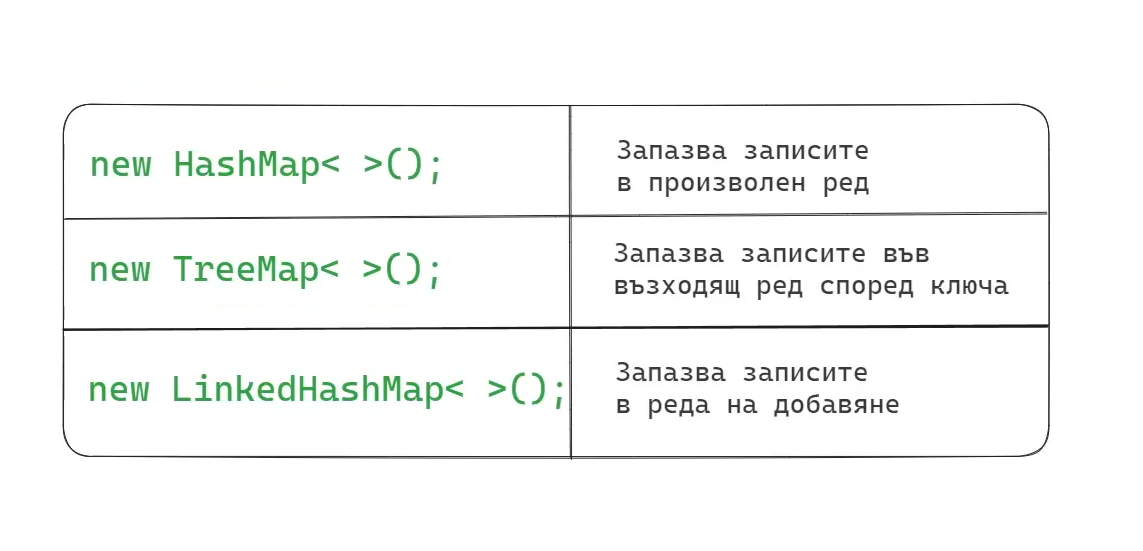 new HashMap< >();
Запазва записите
в произволен ред
new TreeMap< >();
Запазва записите във
възходящ ред според ключа
new LinkedHashMap< >();
Запазва записите
в реда на добавяне